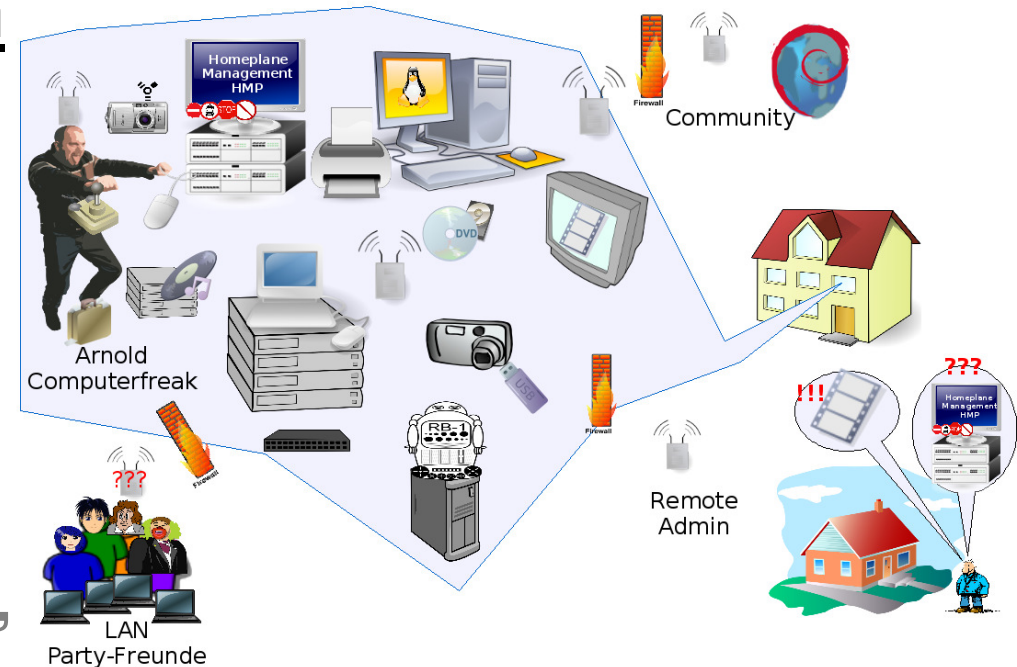 Homeplane
Management
HMP
STOP
Firewall
Community
DVD
Arnold
Computerfreak
USB
RB-1
Firewall
Firewall
???
LAN
Party-Freunde
Remote
Admin
!!!
???
Homeplane
Management
HMP